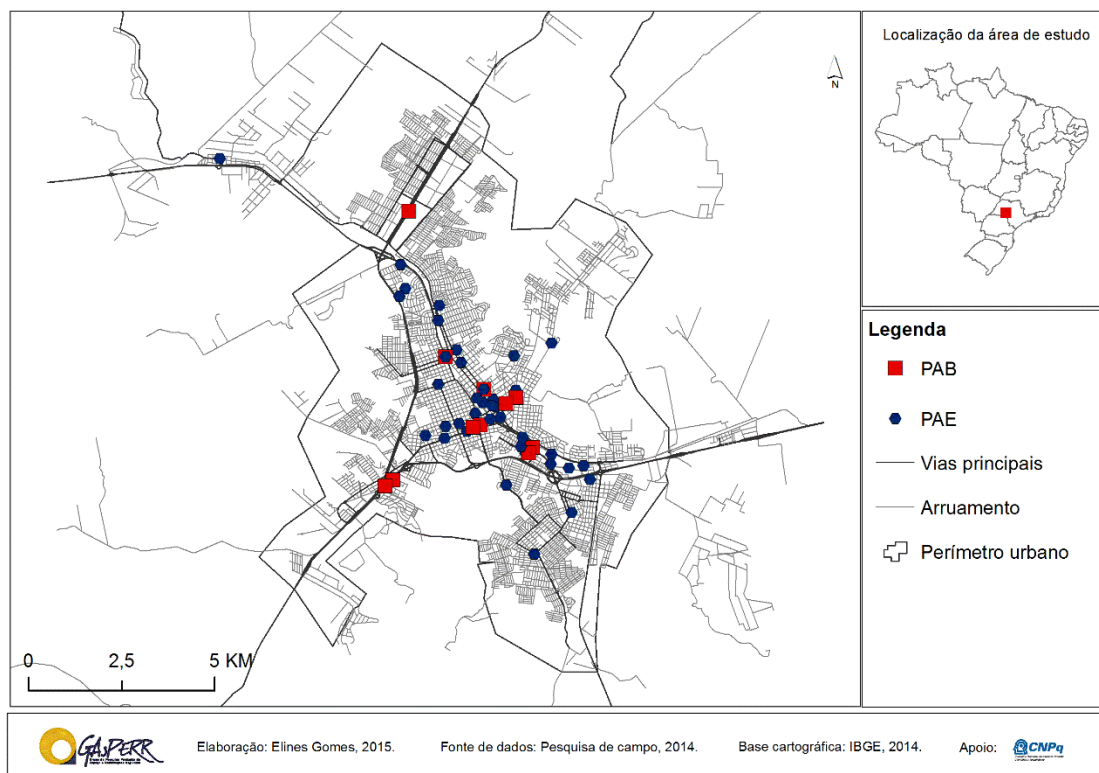 Localização da área de estudo
N
Legenda
PAB
PAE
Vias principais
Arruamento
Perímetro urbano
0 2,5 5 KM
GAsPERR
Elaboração: Elines Gomes, 2015.
Fonte de dados: Pesquisa de campo, 2014.
Base cartográfica: IBGE, 2014.
Apoio:
CNPq